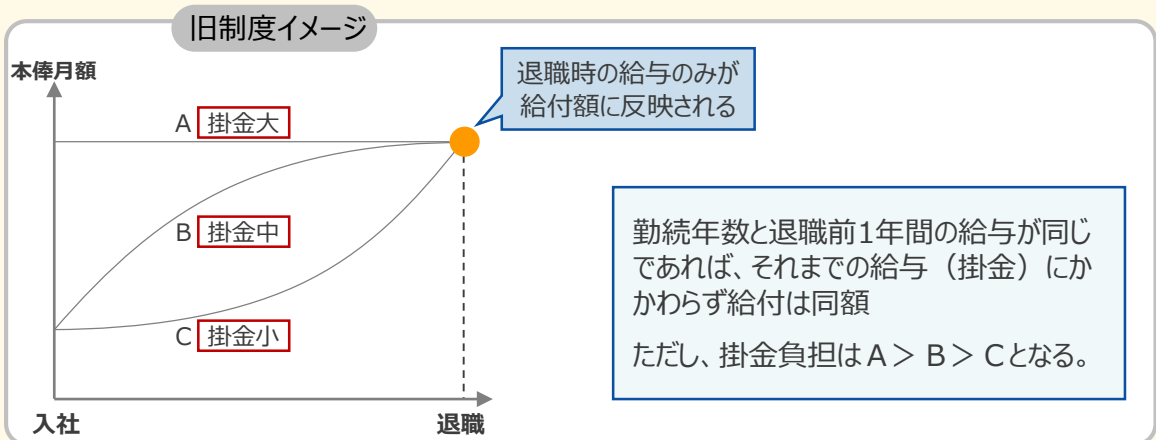 旧制度イメージ
本俸月額
退職時の給与のみが
給付額に反映される
A 掛金大
B 掛金中
C 掛金小
勤続年数と退職前1年間の給与が同じ
であれば、それまでの給与（掛金）にか
かわらず給付は同額
ただし、掛金負担はA＞ B＞ Cとなる。
入社
退職